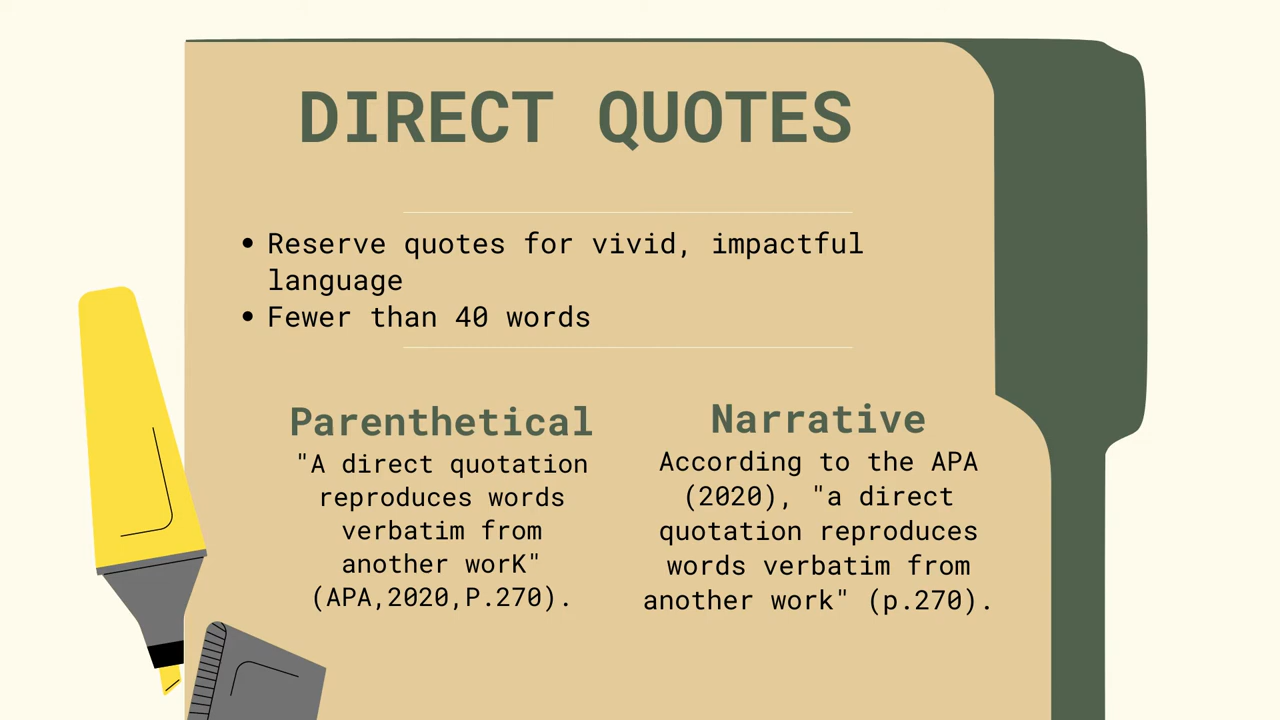 DIRECT QUOTES
• Reserve quotes for vivid, impactful
language
• Fewer than 40 words
Parenthetical
"A direct quotation
reproduces words
verbatim from
another worK"
(APA,2020,P.270).
Narrative
According to the APA
(2020), "a direct
quotation reproduces
words verbatim from
another work" (p.270).